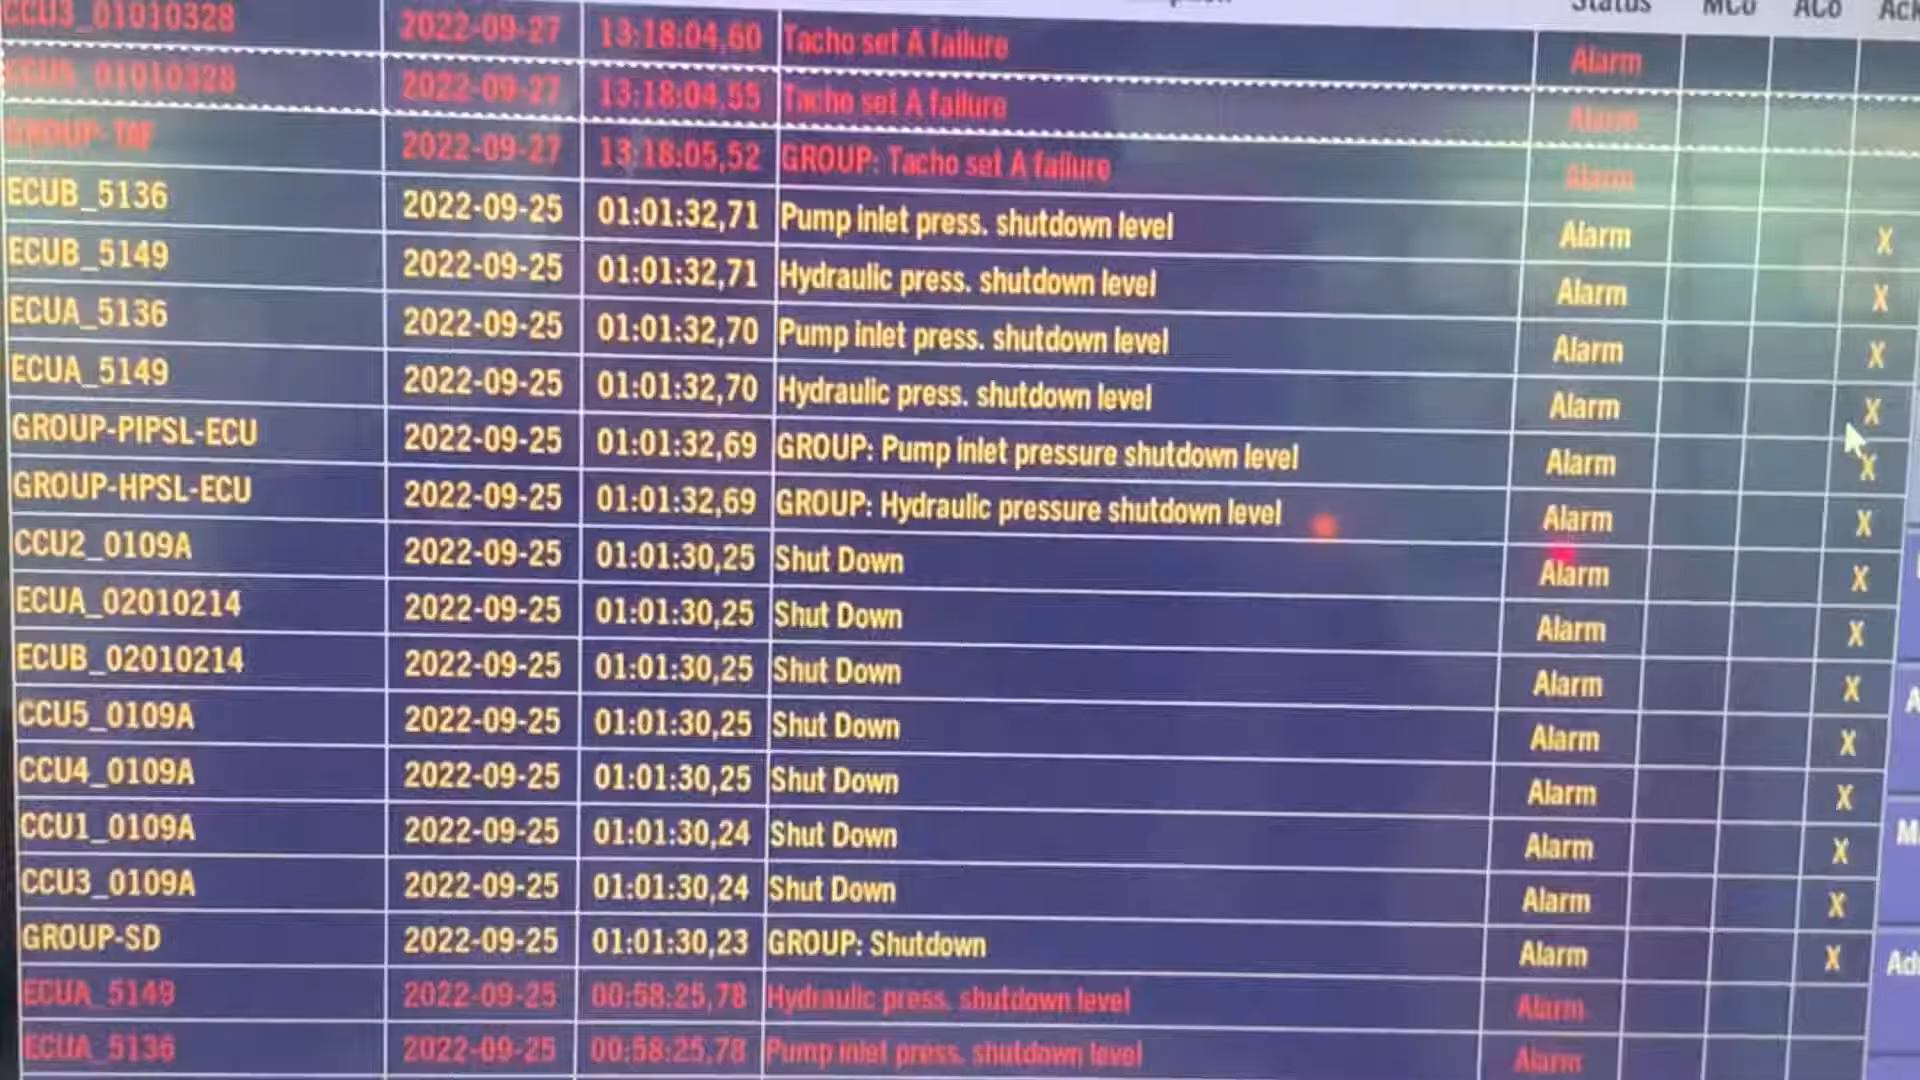 Status MCo ACo Ack
CCU3_01010328 2022-09-27 13:18:04,60 Tacho set A failure Alarm
01010328 2022-09-27 13:18:04,55 Tacho set A failure Alarm
GROUP-TAF 2022-09-27 13:18:05,52 GROUP: Tacho set A failure Alarm
ECUB_5136 2022-09-25 01:01:32,71 Pump inlet press. shutdown level Alarm X
ECUB_5149 2022-09-25 01:01:32,71 Hydraulic press. shutdown level Alarm X
ECUA_5136 2022-09-25 01:01:32,70 Pump inlet press. shutdown level Alarm X
ECUA_5149 2022-09-25 01:01:32,70 Hydraulic press. shutdown level Alarm X
GROUP-PIPSL-ECU 2022-09-25 01:01:32,69 GROUP: Pump inlet pressure shutdown level Alarm X
GROUP-HPSL-ECU 2022-09-25 01:01:32,69 GROUP: Hydraulic pressure shutdown level Alarm X
CCU2_0109A 2022-09-25 01:01:30,25 Shut Down Alarm X
ECUA_02010214 2022-09-25 01:01:30,25 Shut Down Alarm X
ECUB_02010214 2022-09-25 01:01:30,25 Shut Down Alarm X
CCU5_0109A 2022-09-25 01:01:30,25 Shut Down Alarm X
CCU4_0109A 2022-09-25 01:01:30,25 Shut Down Alarm X
CCU1_0109A 2022-09-25 01:01:30,24 Shut Down Alarm X
CCU3_0109A 2022-09-25 01:01:30,24 Shut Down Alarm X
GROUP-SD 2022-09-25 01:01:30,23 GROUP: Shutdown Alarm X
ECUA_5149 2022-09-25 00:58:25,78 Hydraulic press. shutdown level Alarm
ECUA_5136 2022-09-25 00:58:25,78 Pump inlet press. shutdown level Alarm